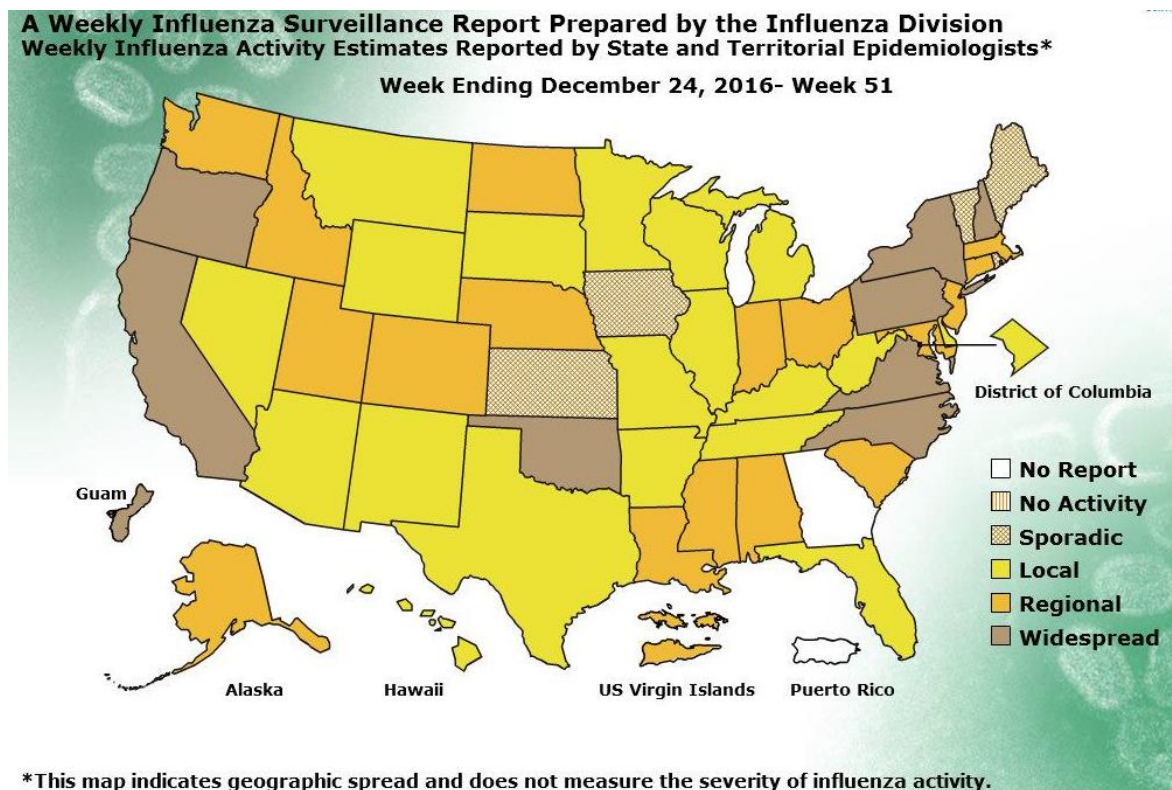 A Weekly Influenza Surveillance Report Prepared by the Influenza Division
Weekly Influenza Activity Estimates Reported by State and Territorial Epidemiologists*
Week Ending December 24, 2016- Week 51
District of Columbia
Guam
No Report
No Activity
Sporadic
Local
Regional
Widespread
Alaska
Hawaii
US Virgin Islands
Puerto Rico
*This map indicates geographic spread and does not measure the severity of influenza activity.